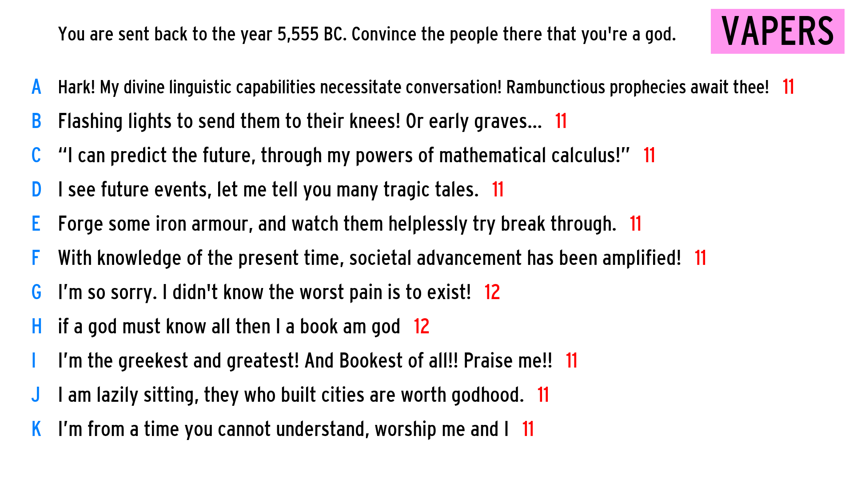 You are sent back to the year 5,555 BC. Convince the people there that you're a god. VAPERS
A Hark! My divine linguistic capabilities necessitate conversation! Rambunctious prophecies await thee! 11
B Flashing lights to send them to their knees! Or early graves... 11
C “I can predict the future, through my powers of mathematical calculus!” 11
D I see future events, let me tell you many tragic tales. 11
E Forge some iron armour, and watch them helplessly try break through. 11
F With knowledge of the present time, societal advancement has been amplified! 11
G I’m so sorry. I didn't know the worst pain is to exist! 12
H if a god must know all then I a book am god 12
I I’m the greekest and greatest! And Bookest of all!! Praise me!! 11
J I am lazily sitting, they who built cities are worth godhood. 11
K I’m from a time you cannot understand, worship me and I 11